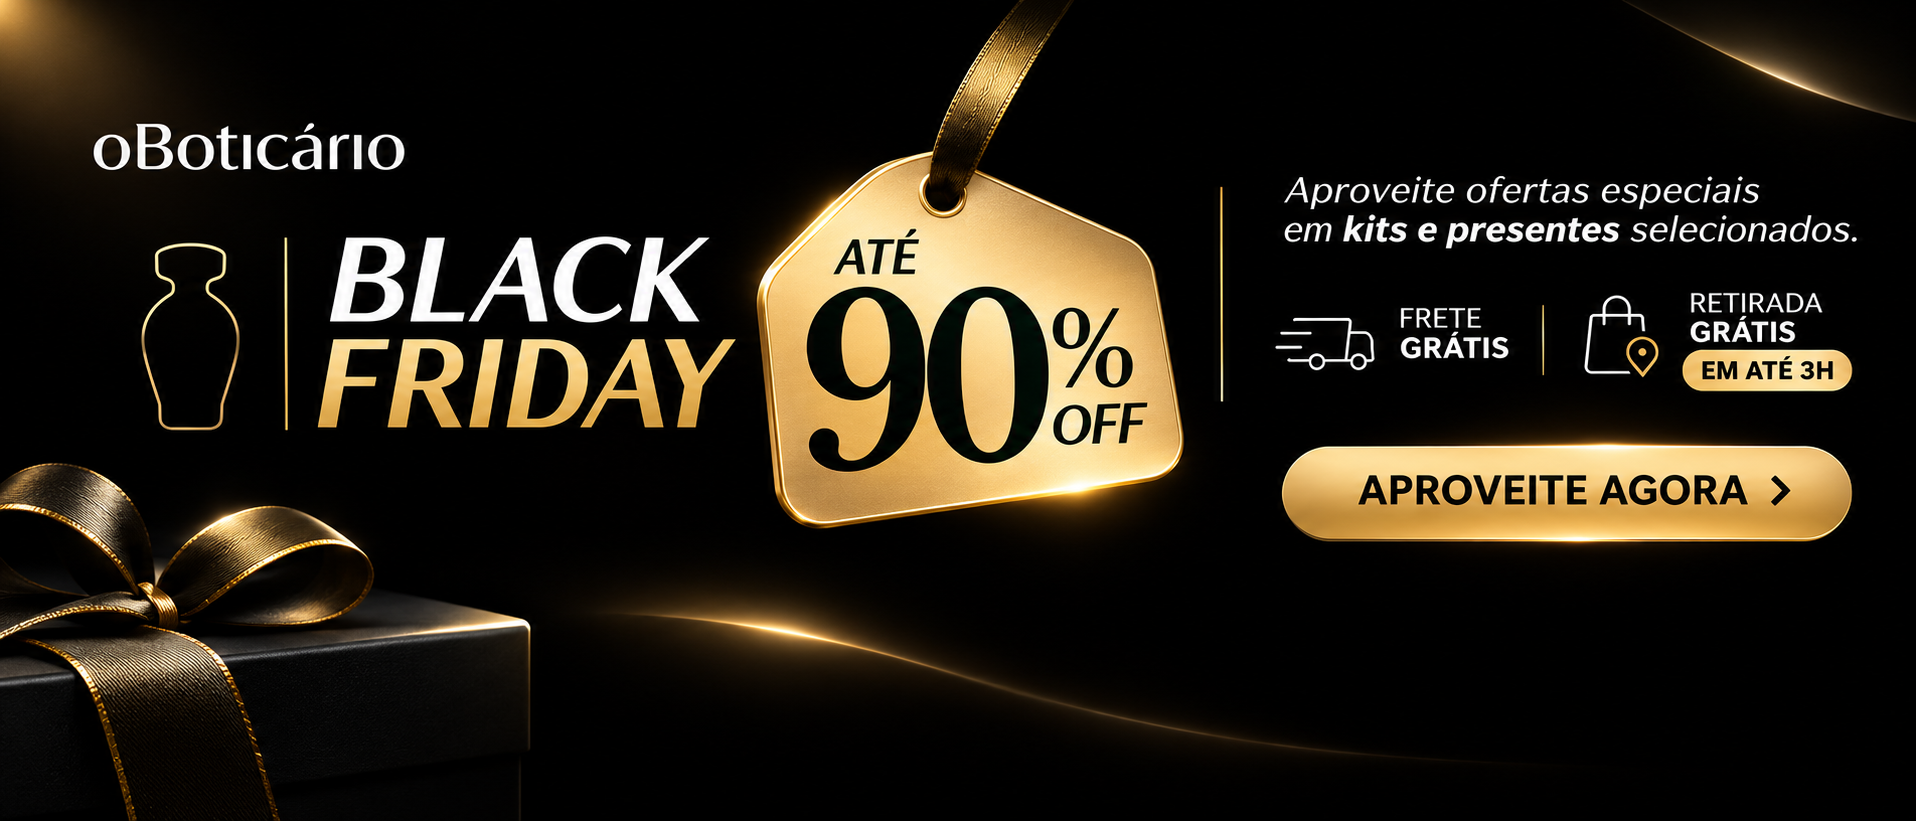 oBoticário
BLACK
FRIDAY
ATÉ
90%
OFF
Aproveite ofertas especiais
em kits e presentes selecionados.
FRETE
GRÁTIS
RETIRADA
GRÁTIS
EM ATÉ 3H
APROVEITE AGORA